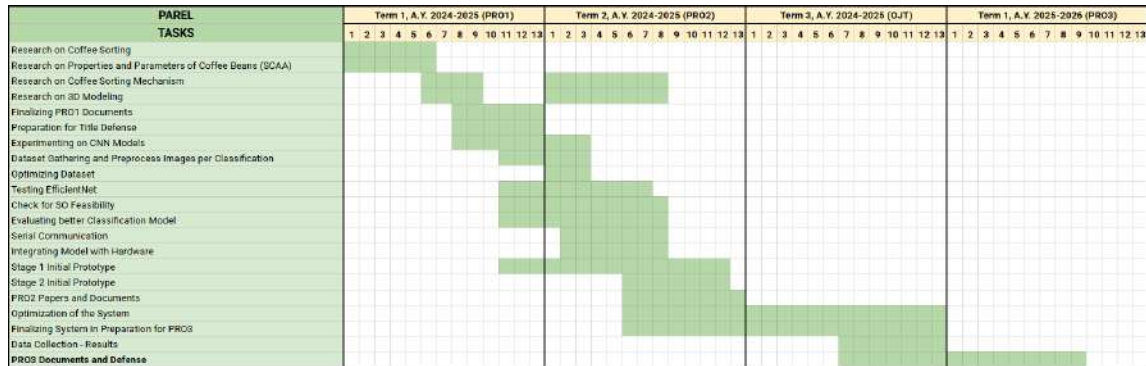 PAREL Term 1, A.Y. 2024-2025 (PRO1) Term 2, A.Y. 2024-2025 (PRO2) Term 3, A.Y. 2024-2025 (OJT) Term 1, A.Y. 2025-2026 (PRO3)
TASKS 1 2 3 4 5 6 7 8 9 10 11 12 13 1 2 3 4 5 6 7 8 9 10 11 12 13 1 2 3 4 5 6 7 8 9 10 11 12 13 1 2 3 4 5 6 7 8 9 10 11 12 13
Research on Coffee Sorting
Research on Properties and Parameters of Coffee Beans (SCAA)
Research on Coffee Sorting Mechanism
Research on 3D Modeling
Finalizing PRO1 Documents
Preparation for Title Defense
Experimenting on CNN Models
Dataset Gathering and Preprocess Images per Classification
Optimizing Dataset
Testing EfficientNet
Check for SO Feasibility
Evaluating better Classification Model
Serial Communication
Integrating Model with Hardware
Stage 1 Initial Prototype
Stage 2 Initial Prototype
PRO2 Papers and Documents
Optimization of the System
Finalizing System in Preparation for PRO3
Data Collection - Results
PRO3 Documents and Defense